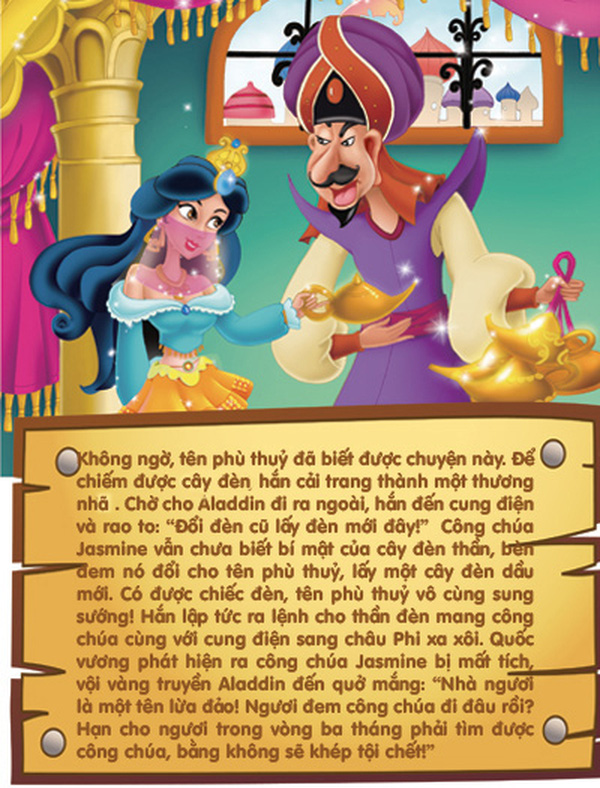 Không ngờ, tên phù thuỷ đã biết được chuyện này. Để
chiếm được cây đèn, hắn cải trang thành một thương
nhã . Chờ cho Aladdin đi ra ngoài, hắn đến cung điện
và rao to: “Đổi đèn cũ lấy đèn mới đây!” Công chúa
Jasmine vẫn chưa biết bí mật của cây đèn thần, bèn
đem nó đổi cho tên phù thuỷ, lấy một cây đèn dầu
mới. Có được chiếc đèn, tên phù thuỷ vô cùng sung
sướng! Hắn lập tức ra lệnh cho thần đèn mang công
chúa cùng với cung điện sang châu Phi xa xôi. Quốc
vương phát hiện ra công chúa Jasmine bị mất tích,
vội vàng truyền Aladdin đến quở mắng: “Nhà ngươi
là một tên lừa đảo! Ngươi đem công chúa đi đâu rồi?
Hạn cho ngươi trong vòng ba tháng phải tìm được
công chúa, bằng không sẽ khép tội chết!”